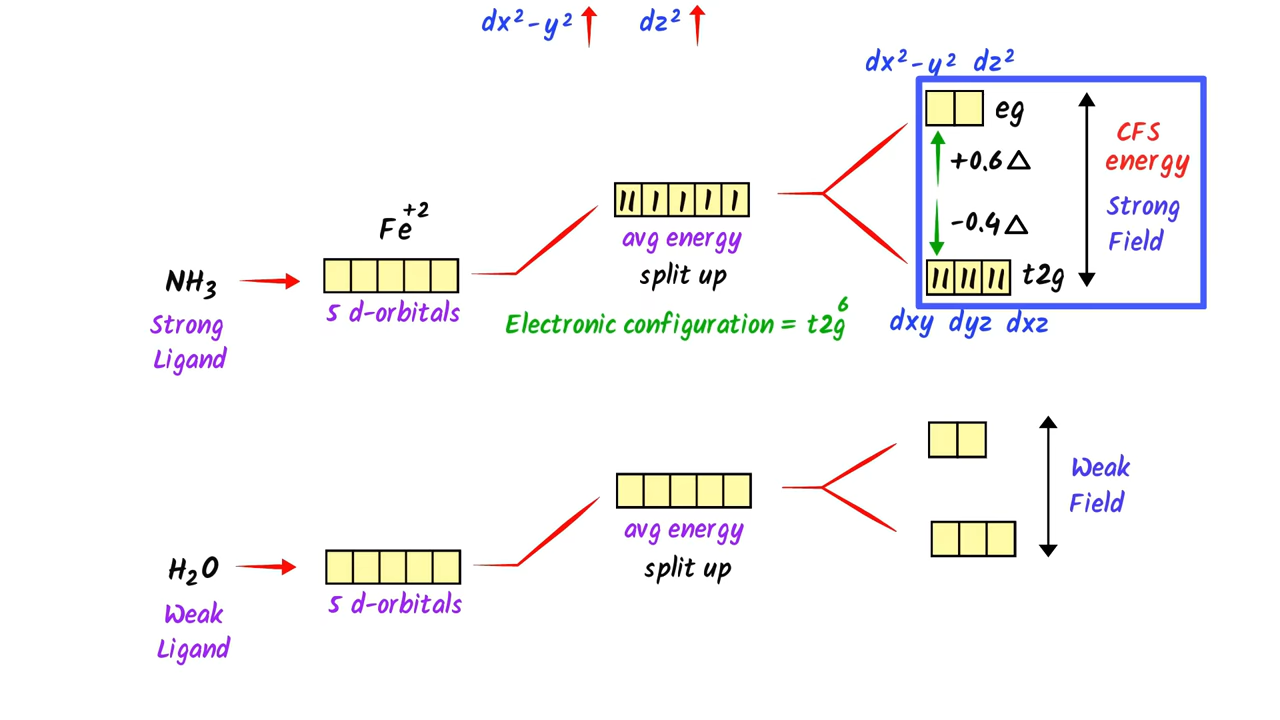 dx²-y² ↑ dz² ↑
dx²-y² dz²
eg
+0.6 △
-0.4 △
t2g
dxy dyz dxz
CFS
energy
Strong
Field
Fe⁺²
NH₃
Strong
Ligand
5 d-orbitals
avg energy
split up
Electronic configuration = t2g⁶
H₂O
Weak
Ligand
5 d-orbitals
avg energy
split up
Weak
Field